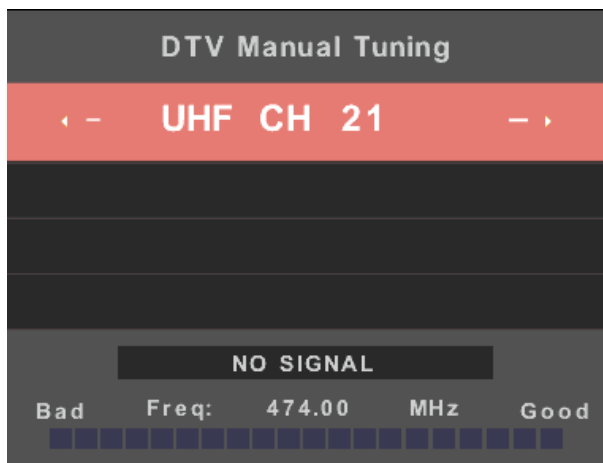 DTV Manual Tuning
– UHF CH 21 –
NO SIGNAL
Bad Freq: 474.00 MHz Good